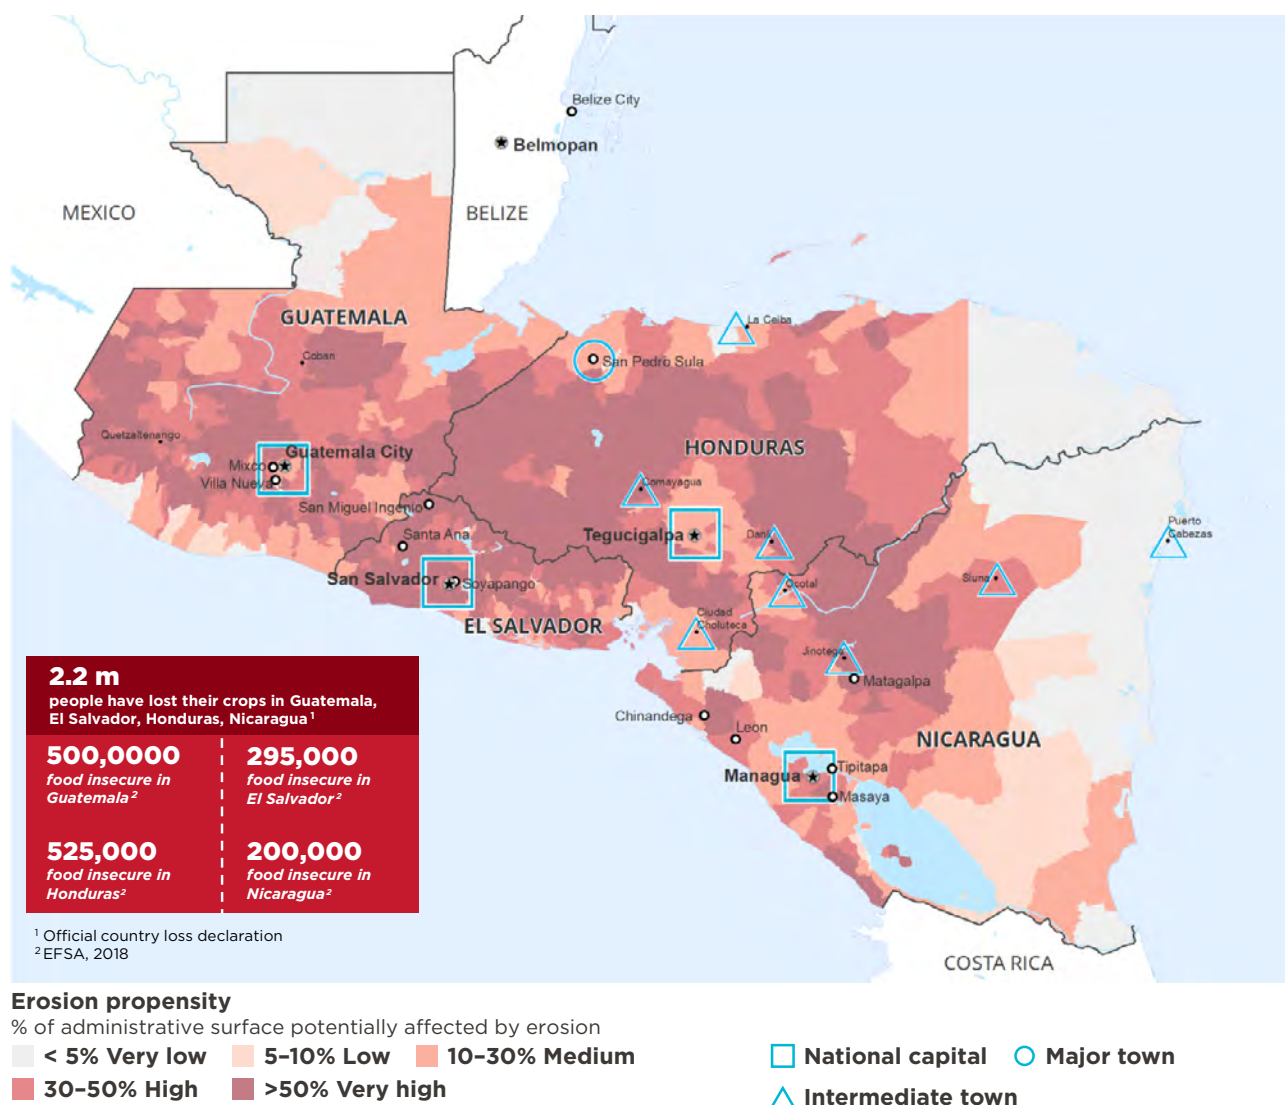 Belize City
Belmopan
MEXICO
BELIZE
GUATEMALA
La Ceiba
Coban
San Pedro Sula
Quetzaltenango
HONDURAS
Guatemala City
Mixco
Villa Nueva
Comayagua
San Miguel Ingenio
Santa Ana
Tegucigalpa
Danli
Puerto
Cabezas
San Salvador
Soyapango
Ocotal
Siuna
EL SALVADOR
Ciudad
Choluteca
Jinotega
Matagalpa
Chinandega
Leon
NICARAGUA
Managua
Tipitapa
Masaya
COSTA RICA
2.2 m
people have lost their crops in Guatemala,
El Salvador, Honduras, Nicaragua ¹
500,0000
food insecure in
Guatemala ²
295,000
food insecure in
El Salvador ²
525,000
food insecure in
Honduras²
200,000
food insecure in
Nicaragua ²
¹ Official country loss declaration
² EFSA, 2018
Erosion propensity
% of administrative surface potentially affected by erosion
< 5% Very low 5–10% Low 10–30% Medium
30–50% High >50% Very high
National capital Major town
Intermediate town